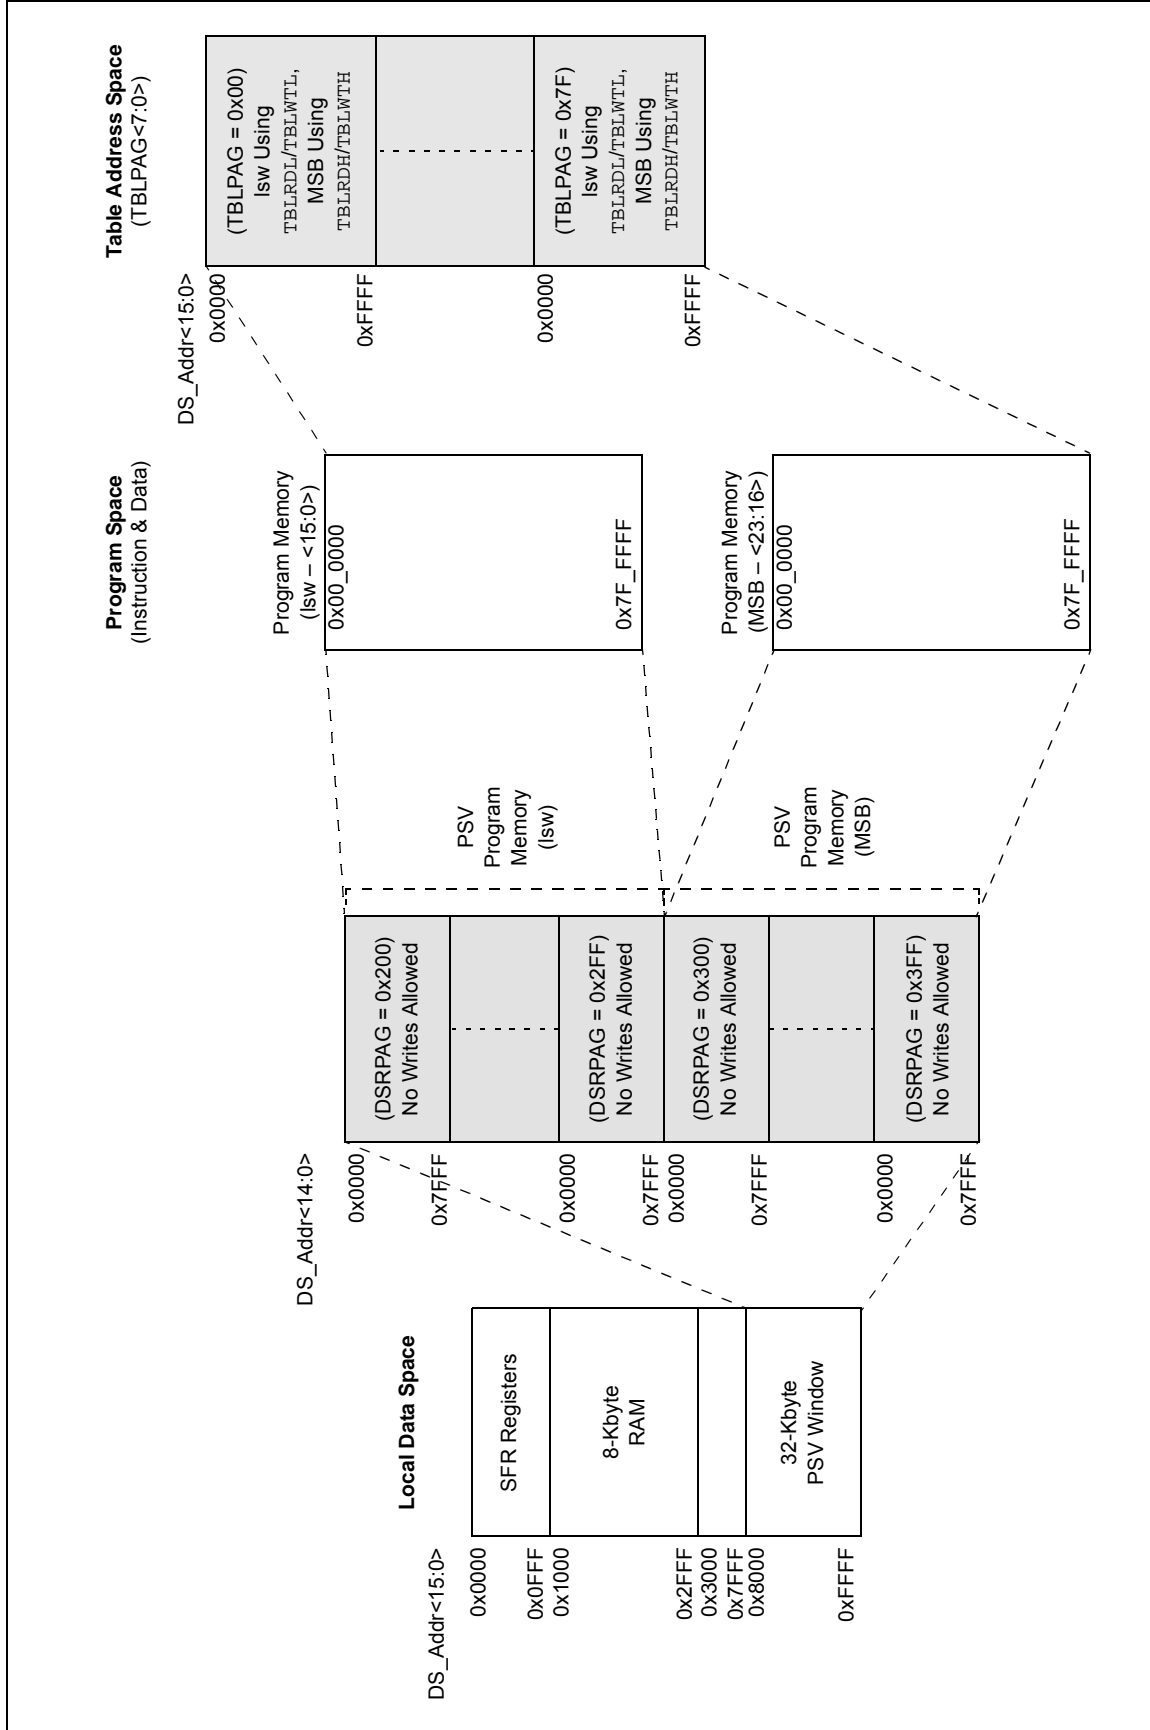 Local Data Space
DS_Addr<15:0>
0x0000
SFR Registers
0x0FFF
0x1000
8-Kbyte
RAM
0x2FFF
0x3000
0x7FFF
0x8000
32-Kbyte
PSV Window
0xFFFF
DS_Addr<14:0>
0x0000
(DSRPAG = 0x200)
No Writes Allowed
0x7FFF
0x0000
(DSRPAG = 0x2FF)
No Writes Allowed
0x7FFF
0x0000
(DSRPAG = 0x300)
No Writes Allowed
0x7FFF
0x0000
(DSRPAG = 0x3FF)
No Writes Allowed
0x7FFF
PSV
Program
Memory
(lsw)
PSV
Program
Memory
(MSB)
Program Space
(Instruction & Data)
Program Memory
(lsw – <15:0>)
0x00_0000
0x7F_FFFF
Program Memory
(MSB – <23:16>)
0x00_0000
0x7F_FFFF
Table Address Space
(TBLPAG<7:0>)
DS_Addr<15:0>
0x0000
(TBLPAG = 0x00)
lsw Using
TBLRDL/TBLWTL,
MSB Using
TBLRDH/TBLWTH
0xFFFF
0x0000
(TBLPAG = 0x7F)
lsw Using
TBLRDL/TBLWTL,
MSB Using
TBLRDH/TBLWTH
0xFFFF